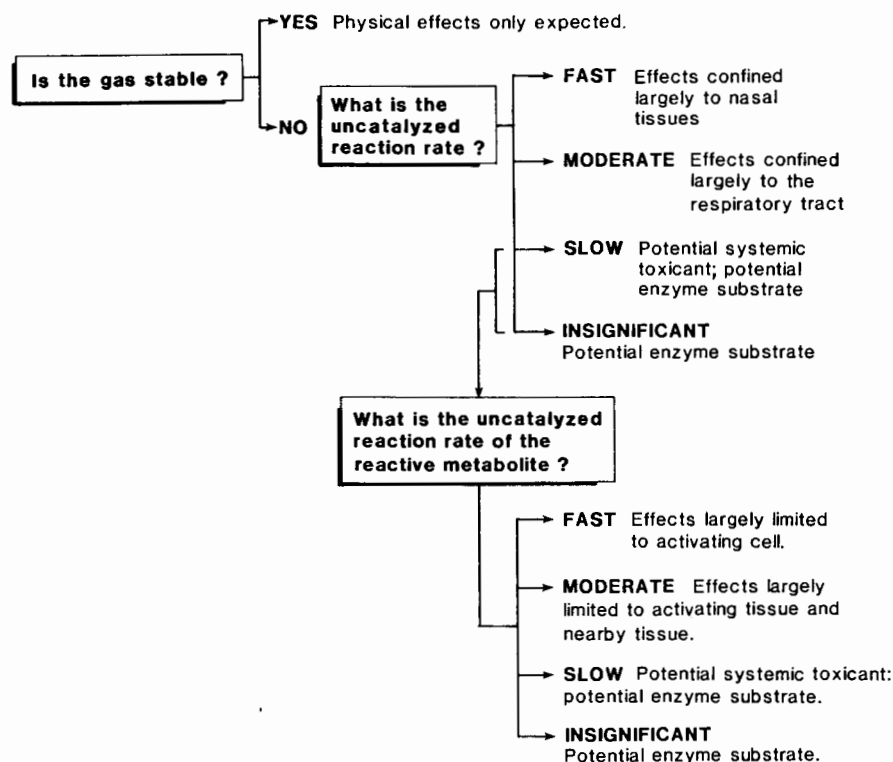 YES Physical effects only expected.
Is the gas stable ?
NO
What is the
uncatalyzed
reaction rate ?
FAST Effects confined
largely to nasal
tissues
MODERATE Effects confined
largely to the
respiratory tract
SLOW Potential systemic
toxicant; potential
enzyme substrate
INSIGNIFICANT
Potential enzyme substrate
What is the uncatalyzed
reaction rate of the
reactive metabolite ?
FAST Effects largely limited
to activating cell.
MODERATE Effects largely
limited to activating tissue and
nearby tissue.
SLOW Potential systemic toxicant:
potential enzyme substrate.
INSIGNIFICANT
Potential enzyme substrate.